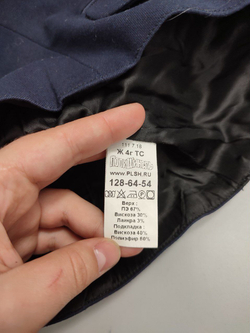 Ж 4г ТС
WWW.PLSH.RU
128-64-54
Верх:
ПЭ 67%
Вискоза 30%
Лайкра 3%
Подкладка:
Вискоза 40%
Полиэфир 60%